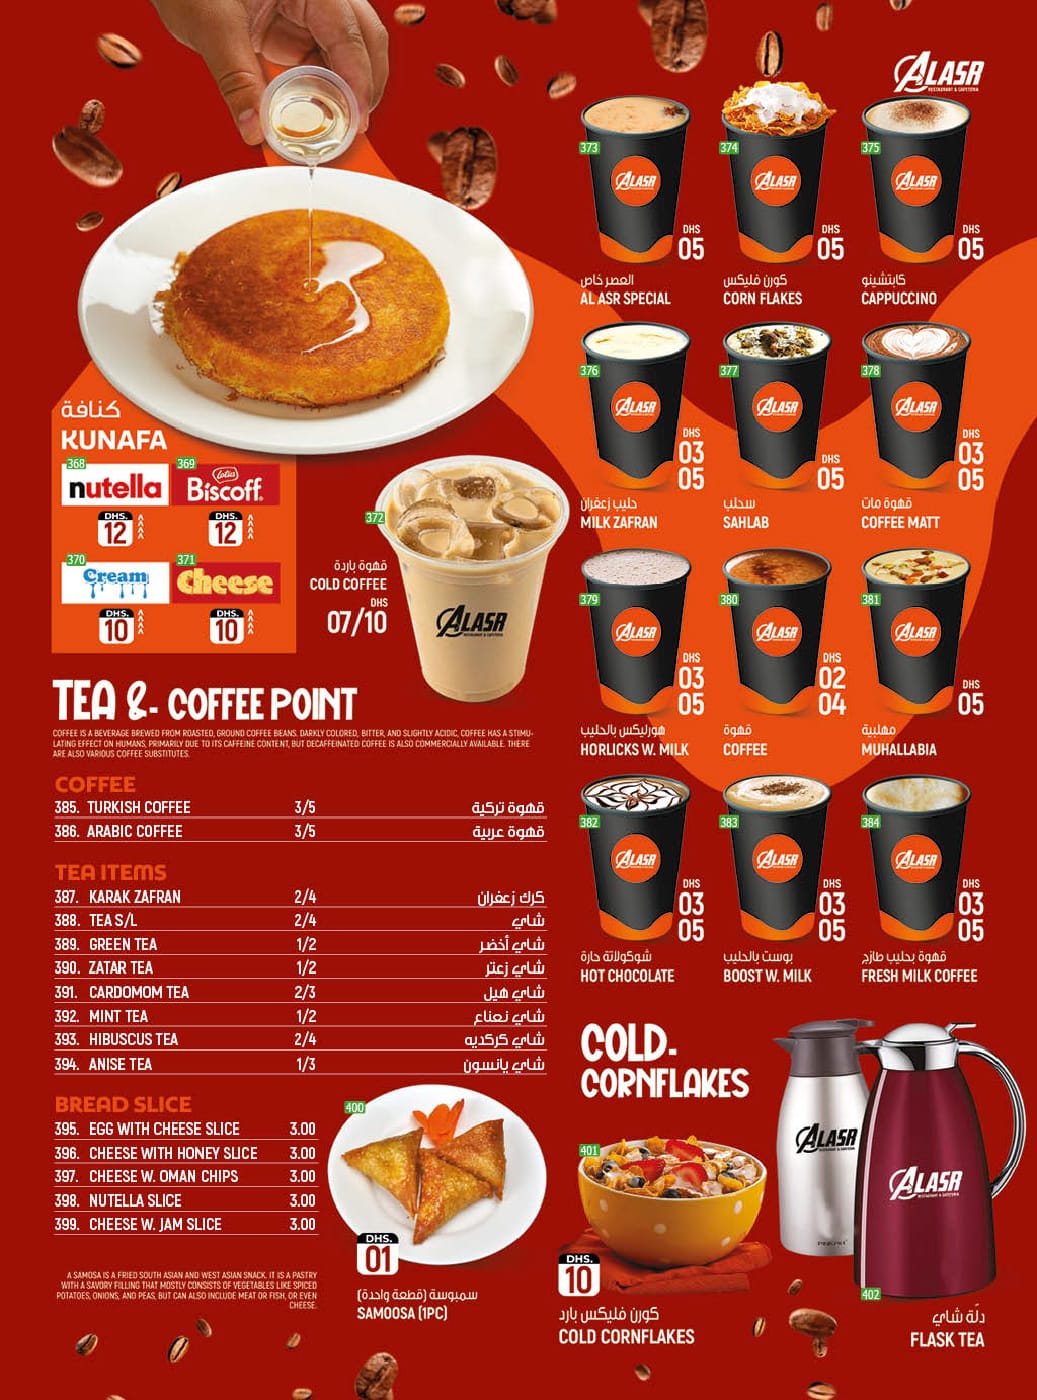 ALASR
RESTAURANT & CAFETERIA
373
374
375
ALASR
ALASR
ALASR
DHS
05
DHS
05
DHS
05
العصر خاص
AL ASR SPECIAL
كورن فليكس
CORN FLAKES
كابتشينو
CAPPUCCINO
376
377
378
ALASR
ALASR
ALASR
DHS
03
05
DHS
05
DHS
03
05
حليب زعفران
MILK ZAFRAN
سحلب
SAHLAB
قهوة مات
COFFEE MATT
379
380
381
ALASR
ALASR
ALASR
DHS
03
05
DHS
02
04
DHS
05
هورليكس بالحليب
HORLICKS W. MILK
قهوة
COFFEE
مهلبية
MUHALLABIA
382
383
384
ALASR
ALASR
ALASR
DHS
03
05
DHS
03
05
DHS
03
05
شوكولاتة حارة
HOT CHOCOLATE
بوست بالحليب
BOOST W. MILK
قهوة بحليب طازج
FRESH MILK COFFEE
كنافة
KUNAFA
368
nutella
DHS.
12
369
Lotus
Biscoff
DHS.
12
370
Cream
DHS.
10
371
Cheese
DHS.
10
372
قهوة باردة
COLD COFFEE
DHS
07/10
ALASR
RESTAURANT & CAFETERIA
TEA &. COFFEE POINT
COFFEE IS A BEVERAGE BREWED FROM ROASTED, GROUND COFFEE BEANS. DARKLY COLORED, BITTER, AND SLIGHTLY ACIDIC, COFFEE HAS A STIMU-
LATING EFFECT ON HUMANS, PRIMARILY DUE TO ITS CAFFEINE CONTENT, BUT DECAFFEINATED COFFEE IS ALSO COMMERCIALLY AVAILABLE. THERE
ARE ALSO VARIOUS COFFEE SUBSTITUTES.
COFFEE
385. TURKISH COFFEE 3/5 قهوة تركية
386. ARABIC COFFEE 3/5 قهوة عربية
TEA ITEMS
387. KARAK ZAFRAN 2/4 كرك زعفران
388. TEA S/L 2/4 شاي
389. GREEN TEA 1/2 شاي أخضر
390. ZATAR TEA 1/2 شاي زعتر
391. CARDOMOM TEA 2/3 شاي هيل
392. MINT TEA 1/2 شاي نعناع
393. HIBUSCUS TEA 2/4 شاي كركديه
394. ANISE TEA 1/3 شاي يانسون
BREAD SLICE
395. EGG WITH CHEESE SLICE 3.00
396. CHEESE WITH HONEY SLICE 3.00
397. CHEESE W. OMAN CHIPS 3.00
398. NUTELLA SLICE 3.00
399. CHEESE W. JAM SLICE 3.00
A SAMOSA IS A FRIED SOUTH ASIAN AND WEST ASIAN SNACK. IT IS A PASTRY
WITH A SAVORY FILLING THAT MOSTLY CONSISTS OF VEGETABLES LIKE SPICED
POTATOES, ONIONS, AND PEAS, BUT CAN ALSO INCLUDE MEAT OR FISH, OR EVEN
CHEESE.
400
DHS.
01
سمبوسة (قطعة واحدة)
SAMOOSA (1PC)
COLD.
CORNFLAKES
401
DHS.
10
كورن فليكس بارد
COLD CORNFLAKES
ALASR
ALASR
402
دلّة شاي
FLASK TEA